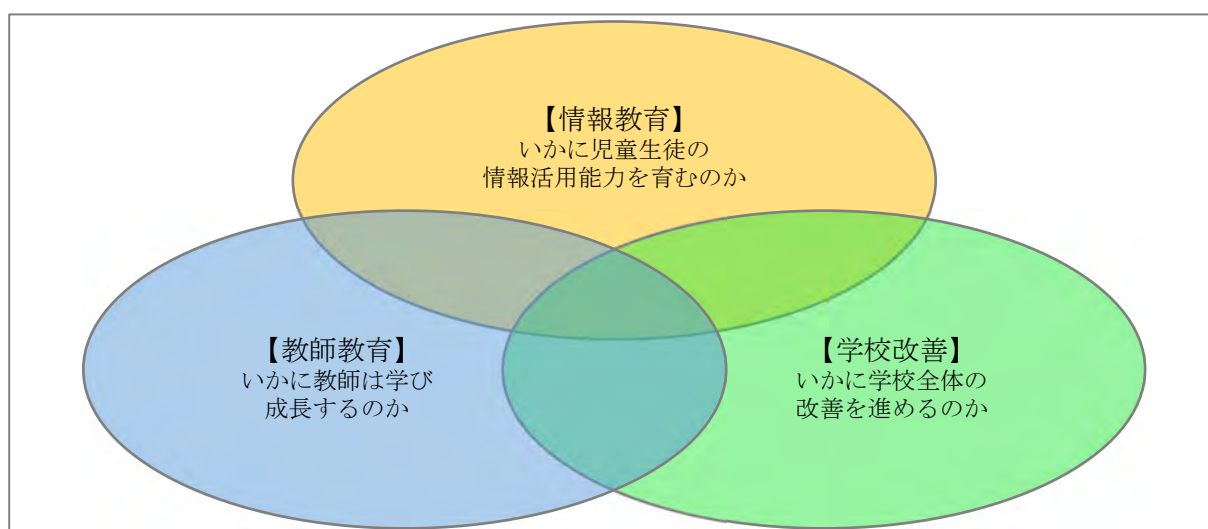 【情報教育】
いかに児童生徒の
情報活用能力を育むのか
【教師教育】
いかに教師は学び
成長するのか
【学校改善】
いかに学校全体の
改善を進めるのか